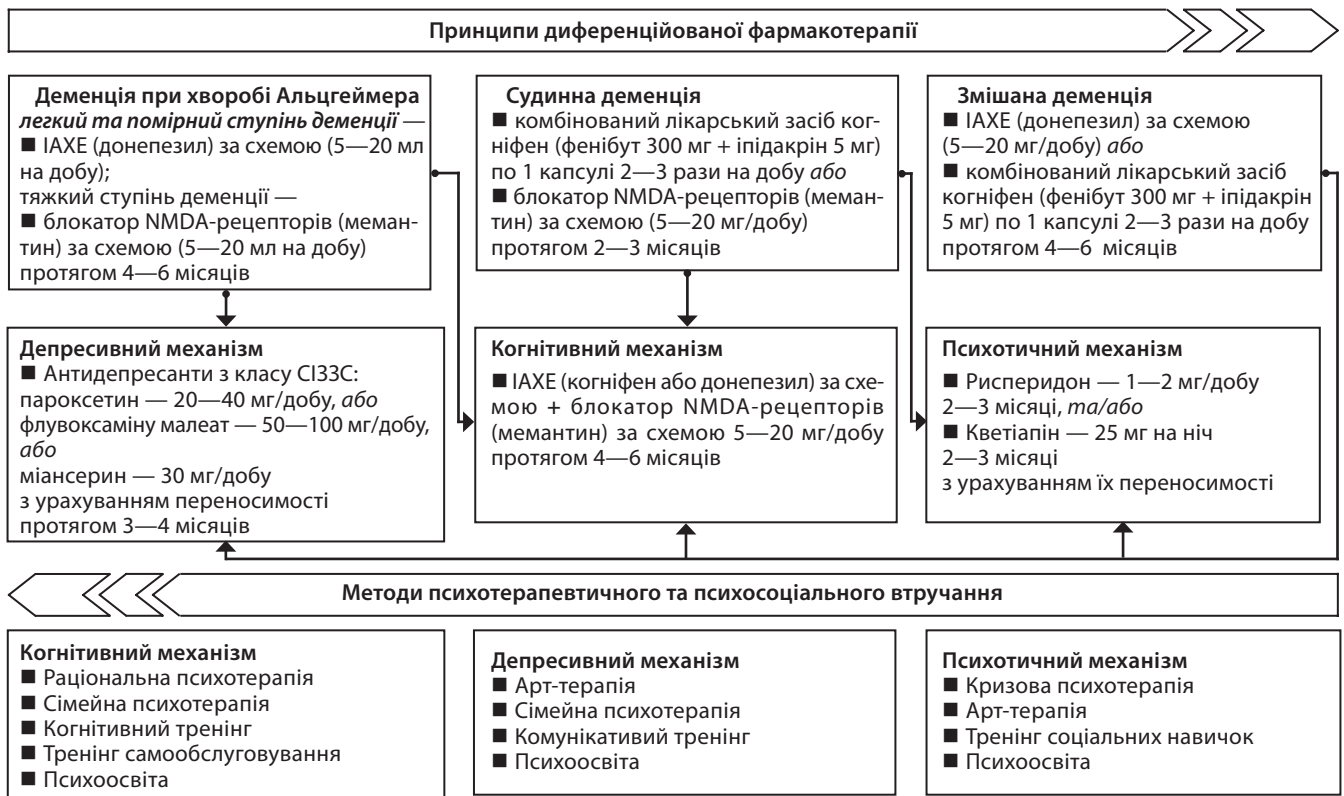 Принципи диференційованої фармакотерапії
Деменція при хворобі Альцгеймера
легкий та помірний ступінь деменції —
■ ІАХЕ (донепезил) за схемою (5—20 мл
на добу);
тяжкий ступінь деменції —
■ блокатор NMDA-рецепторів (меман-
тин) за схемою (5—20 мл на добу)
протягом 4—6 місяців
Судинна деменція
■ комбінований лікарський засіб ког-
ніфен (фенібут 300 мг + іпідакрін 5 мг)
по 1 капсулі 2—3 рази на добу або
■ блокатор NMDA-рецепторів (меман-
тин) за схемою (5—20 мг/добу)
протягом 2—3 місяців
Змішана деменція
■ ІАХЕ (донепезил) за схемою
(5—20 мг/добу) або
■ комбінований лікарський засіб
когніфен (фенібут 300 мг + іпідакрін
5 мг) по 1 капсулі 2—3 рази на добу
протягом 4—6 місяців
Депресивний механізм
■ Антидепресанти з класу СІЗЗС:
пароксетин — 20—40 мг/добу, або
флувоксаміну малеат — 50—100 мг/добу,
або
міансерин — 30 мг/добу
з урахуванням переносимості
протягом 3—4 місяців
Когнітивний механізм
■ ІАХЕ (когніфен або донепезил) за схе-
мою + блокатор NMDA-рецепторів
(мемантин) за схемою 5—20 мг/добу
протягом 4—6 місяців
Психотичний механізм
■ Рисперидон — 1—2 мг/добу
2—3 місяці, та/або
■ Кветіапін — 25 мг на ніч
2—3 місяці
з урахуванням їх переносимості
Методи психотерапевтичного та психосоціального втручання
Когнітивний механізм
■ Раціональна психотерапія
■ Сімейна психотерапія
■ Когнітивний тренінг
■ Тренінг самообслуговування
■ Психоосвіта
Депресивний механізм
■ Арт-терапія
■ Сімейна психотерапія
■ Комунікативий тренінг
■ Психоосвіта
Психотичний механізм
■ Кризова психотерапія
■ Арт-терапія
■ Тренінг соціальних навичок
■ Психоосвіта